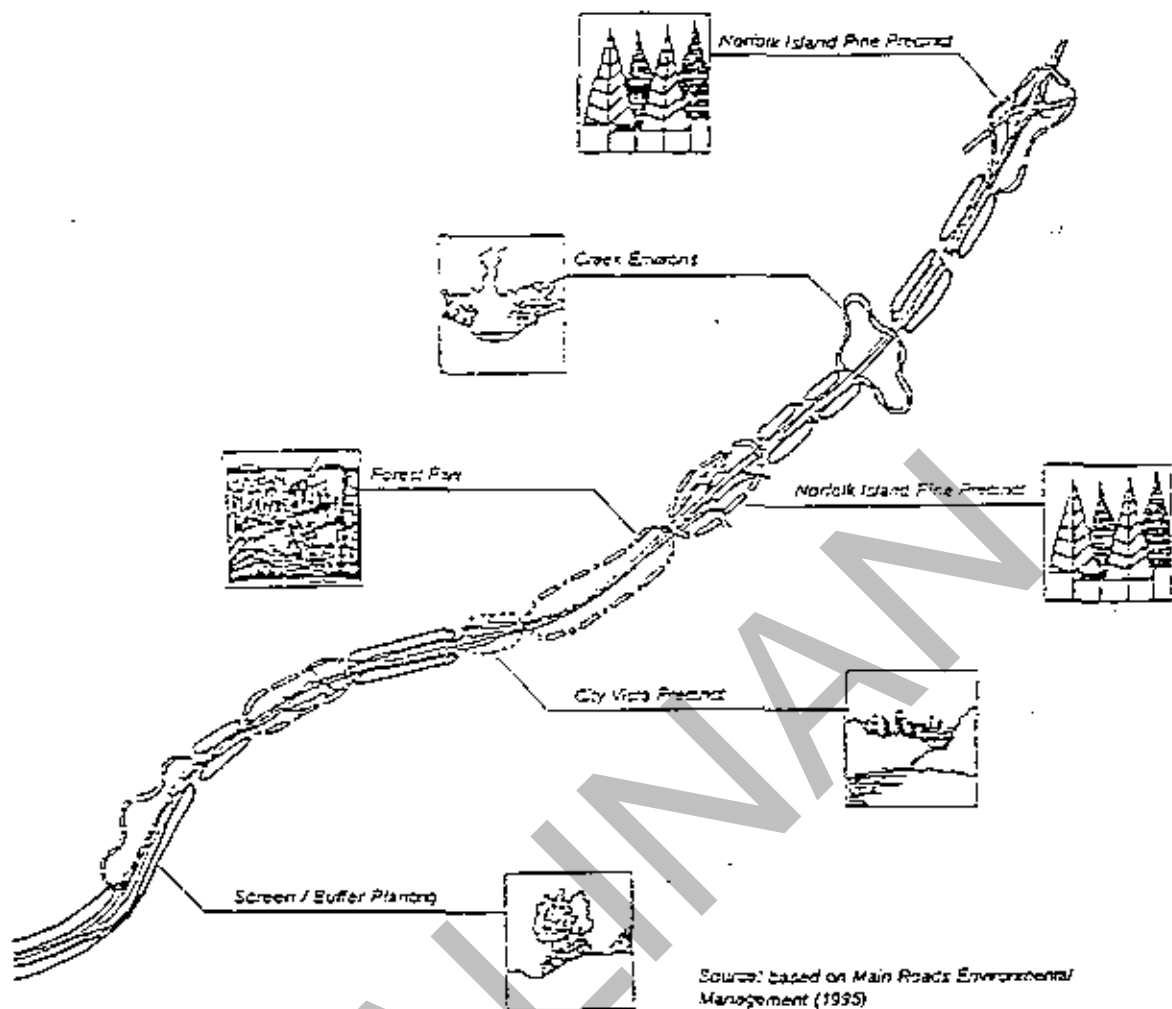 Norfolk Island Pine Precinct
Creek Environs
Forest Park
Norfolk Island Pine Precinct
City Vista Precinct
Screen / Buffer Planting
Source: based on Main Roads Environmental
Management (1995)
SALINAN